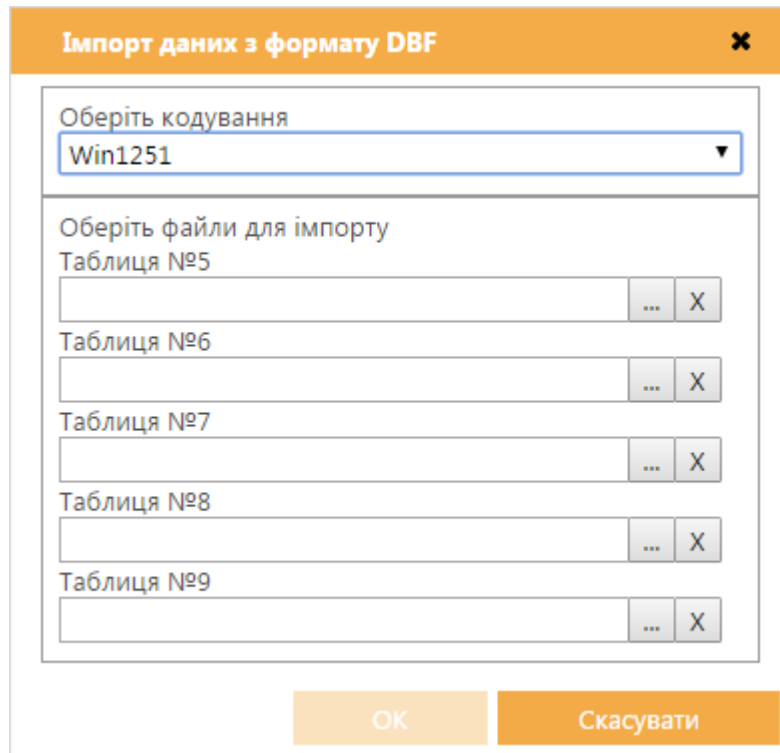 Імпорт даних з формату DBF ✖
Оберіть кодування
Win1251 ▼
Оберіть файли для імпорту
Таблиця №5
... X
Таблиця №6
... X
Таблиця №7
... X
Таблиця №8
... X
Таблиця №9
... X
ОК Скасувати